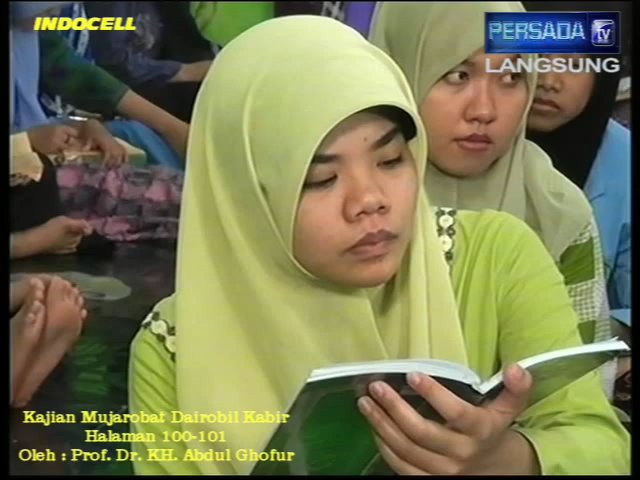 INDOCELL
PERSADA tv
LANGSUNG
Kajian Mujarobat Dairobil Kabir
Halaman 100-101
Oleh : Prof. Dr. KH. Abdul Ghofur